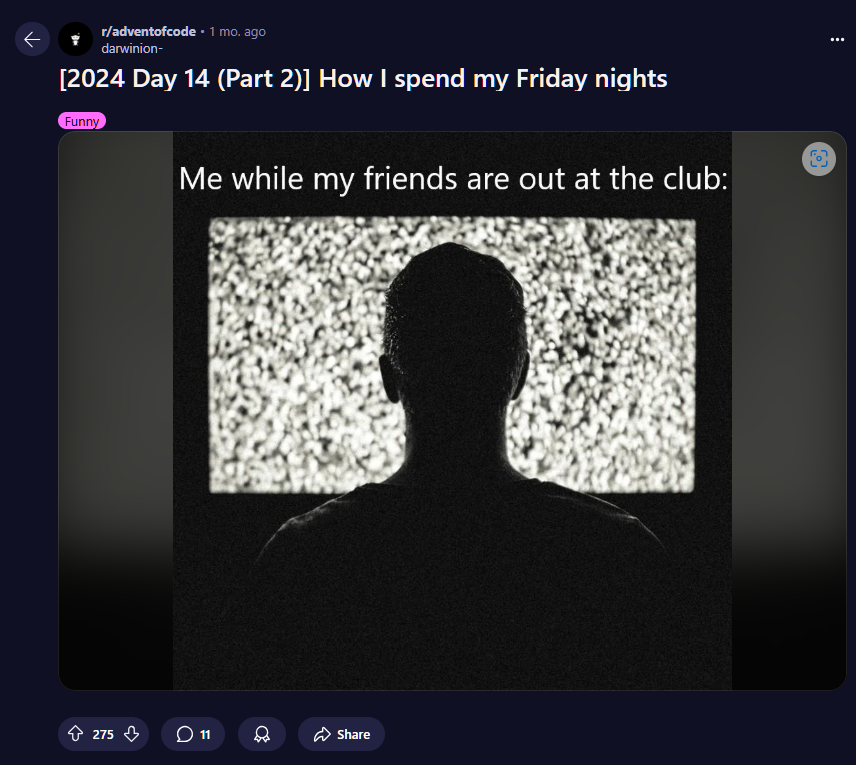 r/adventofcode • 1 mo. ago
darwinion-
[2024 Day 14 (Part 2)] How I spend my Friday nights
Funny
Me while my friends are out at the club:
275 11 Share